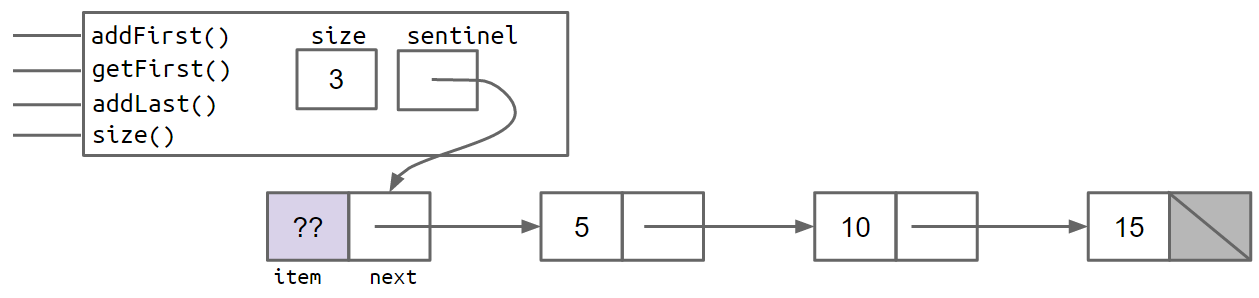 addFirst()
size
sentinel
getFirst()
3
addLast()
size()
??
5
10
15
item
next